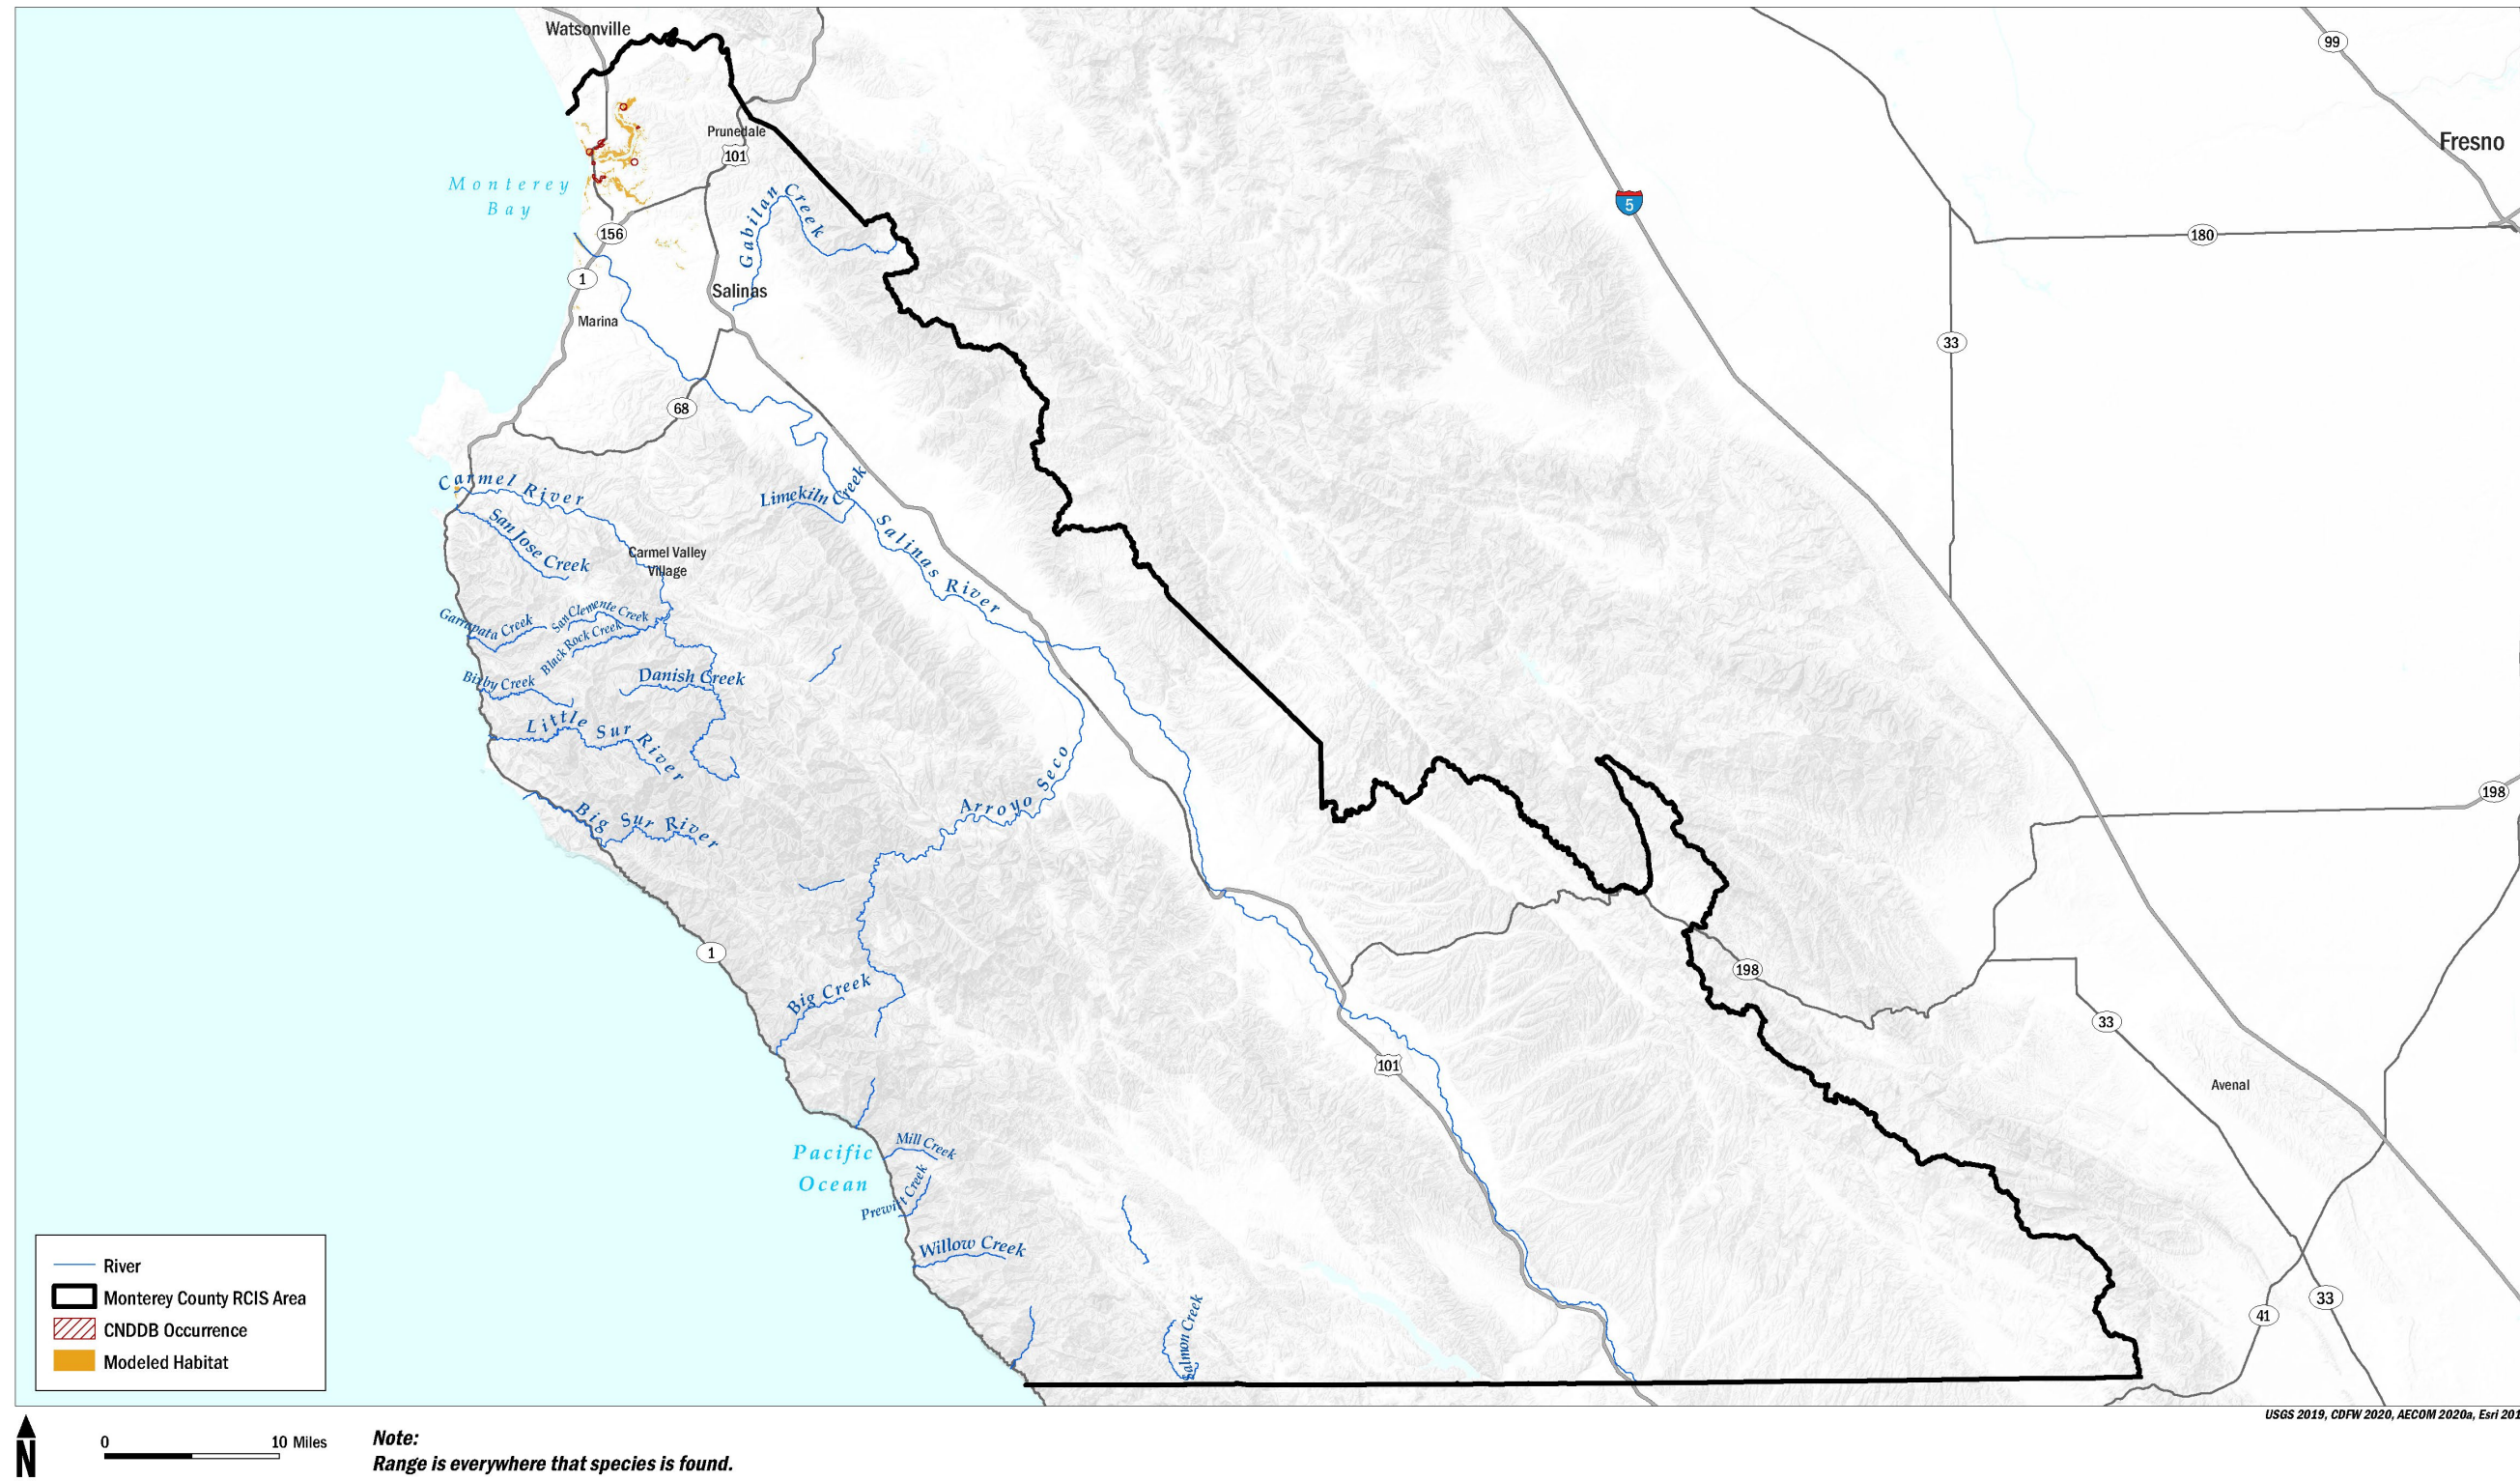 Watsonville
99
Fresno
Prunedale
101
Monterey
Bay
Gabilan Creek
5
156
180
1
Salinas
Marina
33
68
Carmel River
Limekiln Creek
San Jose Creek
Salinas River
Carmel Valley
Village
Garrapata Creek
San Clemente Creek
Black Rock Creek
Bixby Creek
Danish Creek
Little Sur River
Arroyo Seco
198
Big Sur River
1
198
Big Creek
33
101
Avenal
Pacific
Ocean
Mill Creek
Prewitt Creek
Willow Creek
Salmon Creek
33
41
River
Monterey County RCIS Area
CNDDB Occurrence
Modeled Habitat
USGS 2019, CDFW 2020, AECOM 2020a, Esri 201
N
0 10 Miles
Note:
Range is everywhere that species is found.